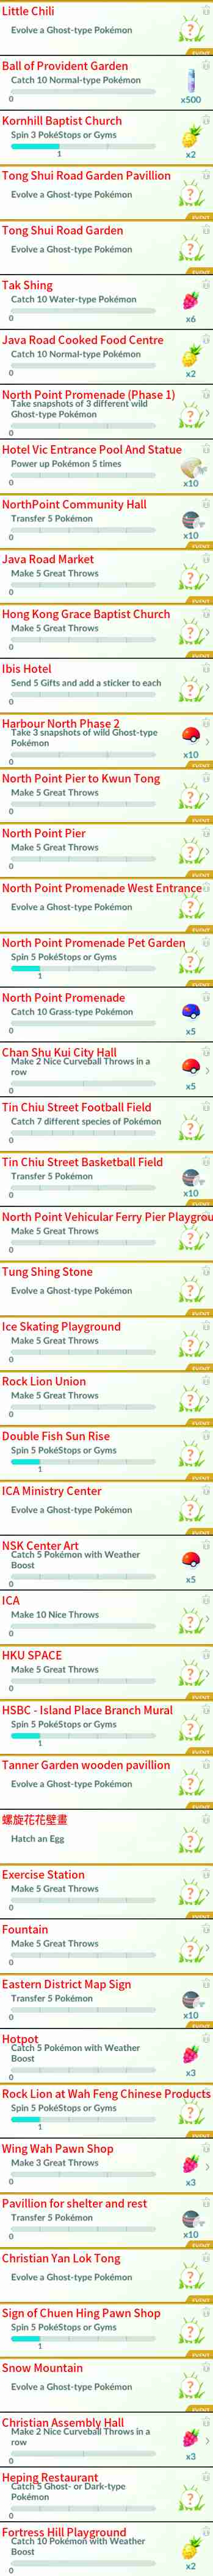 Little Chili
Evolve a Ghost-type Pokémon
?
EVENT
Ball of Provident Garden
Catch 10 Normal-type Pokémon
0
x500
Kornhill Baptist Church
Spin 3 PokéStops or Gyms
1
x2
Tong Shui Road Garden Pavillion
Evolve a Ghost-type Pokémon
?
EVENT
Tong Shui Road Garden
Evolve a Ghost-type Pokémon
?
EVENT
Tak Shing
Catch 10 Water-type Pokémon
0
x6
Java Road Cooked Food Centre
Catch 10 Normal-type Pokémon
0
x2
North Point Promenade (Phase 1)
Take snapshots of 3 different wild
Ghost-type Pokémon
0
?
EVENT
Hotel Vic Entrance Pool And Statue
Power up Pokémon 5 times
0
x10
NorthPoint Community Hall
Transfer 5 Pokémon
0
x10
EVENT
Java Road Market
Make 5 Great Throws
0
?
Hong Kong Grace Baptist Church
Make 5 Great Throws
0
?
Ibis Hotel
Send 5 Gifts and add a sticker to each
0
?
EVENT
Harbour North Phase 2
Take 3 snapshots of wild Ghost-type
Pokémon
0
x10
EVENT
North Point Pier to Kwun Tong
Make 5 Great Throws
0
?
North Point Pier
Make 5 Great Throws
0
?
North Point Promenade West Entrance
Evolve a Ghost-type Pokémon
?
EVENT
North Point Promenade Pet Garden
Spin 5 PokéStops or Gyms
1
?
North Point Promenade
Catch 10 Grass-type Pokémon
0
x5
Chan Shu Kui City Hall
Make 2 Nice Curveball Throws in a
row
0
x5
Tin Chiu Street Football Field
Catch 7 different species of Pokémon
0
?
Tin Chiu Street Basketball Field
Transfer 5 Pokémon
0
x10
EVENT
North Point Vehicular Ferry Pier Playgrou
Make 5 Great Throws
0
?
Tung Shing Stone
Evolve a Ghost-type Pokémon
?
EVENT
Ice Skating Playground
Make 5 Great Throws
0
?
Rock Lion Union
Make 5 Great Throws
0
?
Double Fish Sun Rise
Spin 5 PokéStops or Gyms
1
?
ICA Ministry Center
Evolve a Ghost-type Pokémon
?
EVENT
NSK Center Art
Catch 5 Pokémon with Weather
Boost
0
x5
ICA
Make 10 Nice Throws
0
?
HKU SPACE
Make 5 Great Throws
0
?
HSBC - Island Place Branch Mural
Spin 5 PokéStops or Gyms
1
?
Tanner Garden wooden pavillion
Evolve a Ghost-type Pokémon
?
EVENT
螺旋花花壁畫
Hatch an Egg
?
Exercise Station
Make 5 Great Throws
0
?
Fountain
Make 5 Great Throws
0
?
Eastern District Map Sign
Transfer 5 Pokémon
0
x10
EVENT
Hotpot
Catch 5 Pokémon with Weather
Boost
0
x3
Rock Lion at Wah Feng Chinese Products
Spin 5 PokéStops or Gyms
1
?
Wing Wah Pawn Shop
Make 3 Great Throws
0
x3
Pavillion for shelter and rest
Transfer 5 Pokémon
0
x10
EVENT
Christian Yan Lok Tong
Evolve a Ghost-type Pokémon
?
EVENT
Sign of Chuen Hing Pawn Shop
Spin 5 PokéStops or Gyms
1
?
Snow Mountain
Evolve a Ghost-type Pokémon
?
EVENT
Christian Assembly Hall
Make 2 Nice Curveball Throws in a
row
0
x3
Heping Restaurant
Catch 5 Ghost- or Dark-type
Pokémon
0
?
EVENT
Fortress Hill Playground
Catch 10 Pokémon with Weather
Boost
0
x2